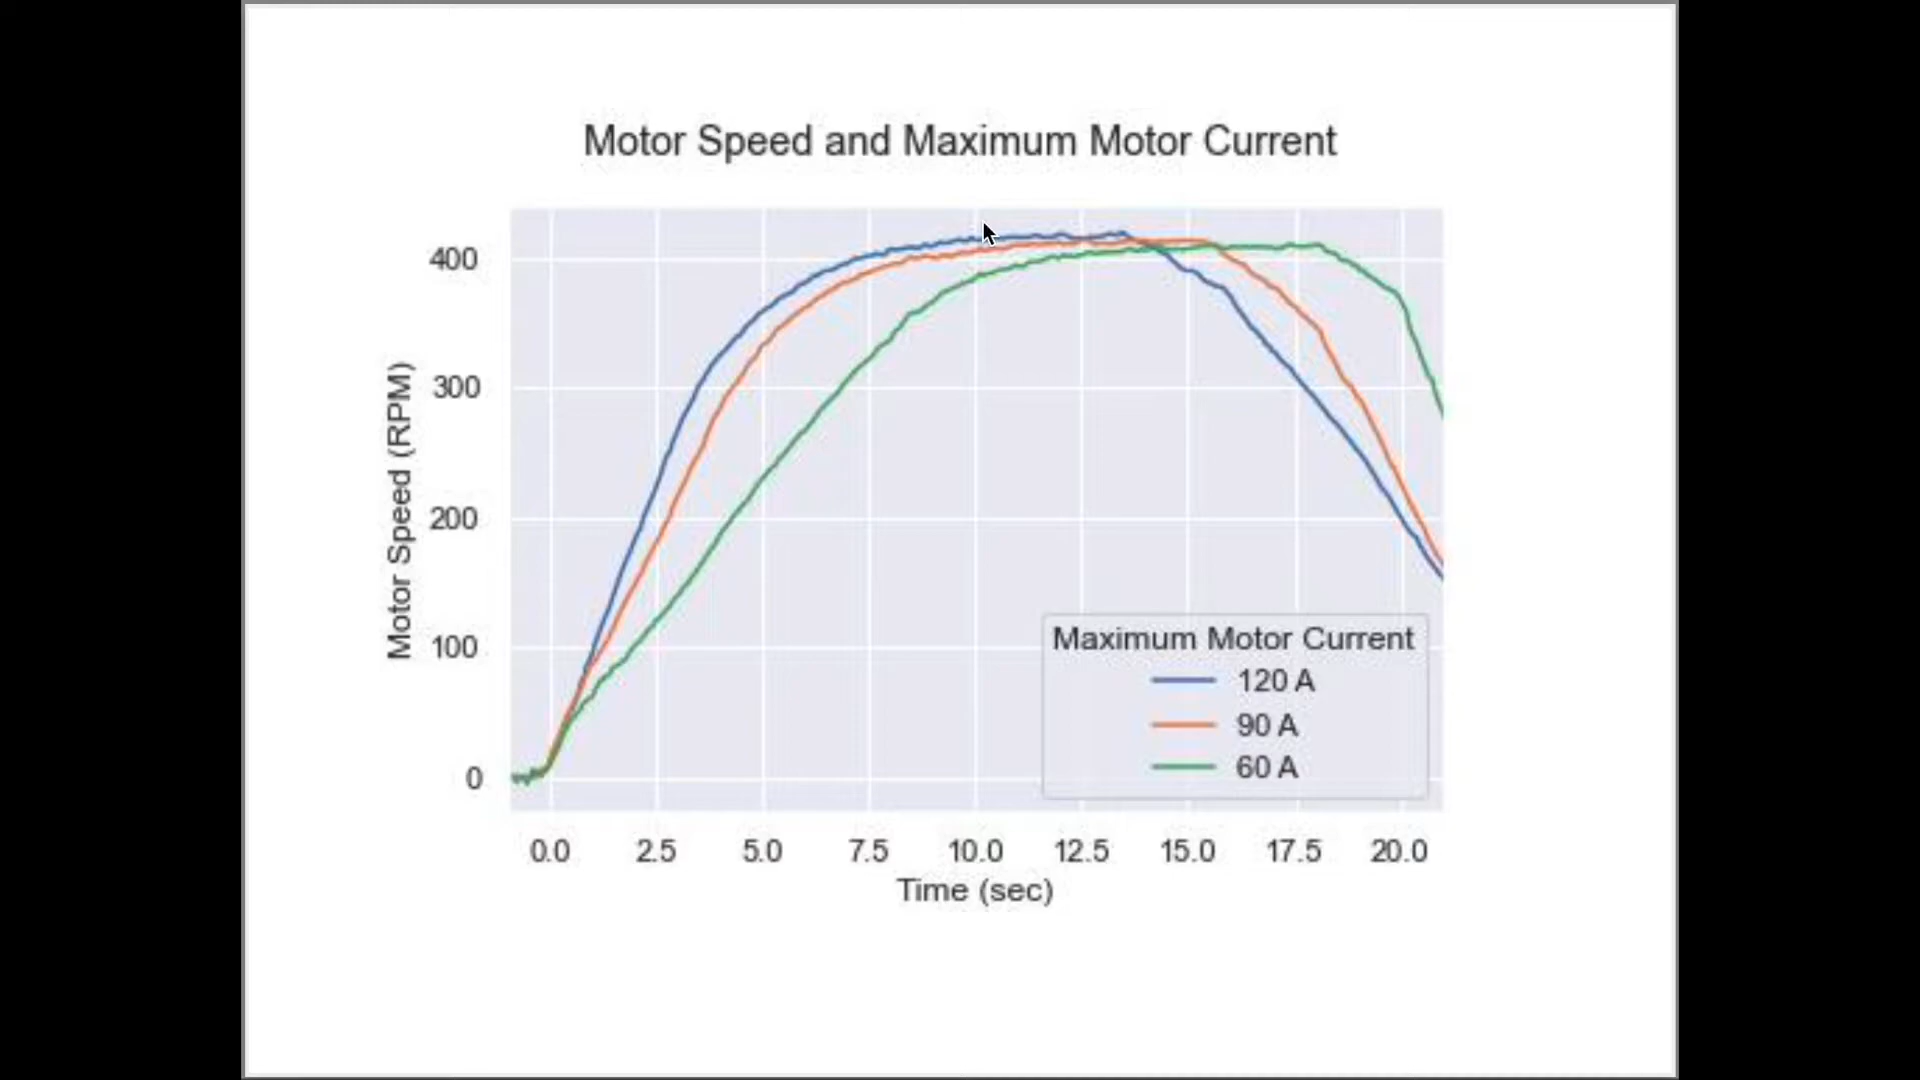 Motor Speed and Maximum Motor Current
Motor Speed (RPM)
400
300
200
100
0
Maximum Motor Current
120 A
90 A
60 A
0.0 2.5 5.0 7.5 10.0 12.5 15.0 17.5 20.0
Time (sec)